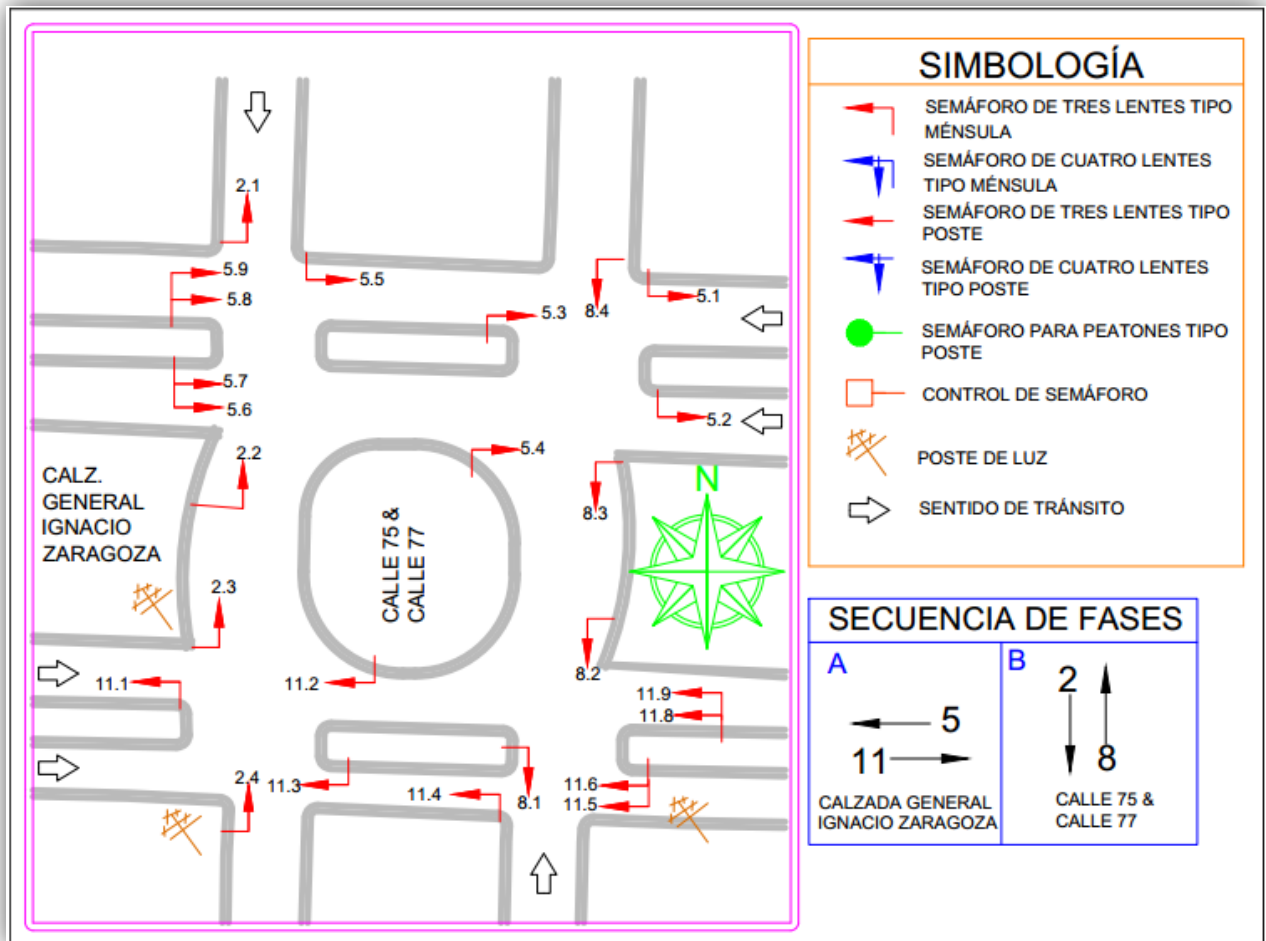 2.1
5.9
5.8
5.5
5.3
8.4
5.1
5.7
5.6
5.2
2.2
5.4
CALZ.
GENERAL
IGNACIO
ZARAGOZA
CALLE 75 &
CALLE 77
8.3
N
2.3
11.1
11.2
8.2
11.9
11.8
2.4
11.3
11.4
8.1
11.6
11.5
SIMBOLOGÍA
SEMÁFORO DE TRES LENTES TIPO
MÉNSULA
SEMÁFORO DE CUATRO LENTES
TIPO MÉNSULA
SEMÁFORO DE TRES LENTES TIPO
POSTE
SEMÁFORO DE CUATRO LENTES
TIPO POSTE
SEMÁFORO PARA PEATONES TIPO
POSTE
CONTROL DE SEMÁFORO
POSTE DE LUZ
SENTIDO DE TRÁNSITO
SECUENCIA DE FASES
A
5
11
CALZADA GENERAL
IGNACIO ZARAGOZA
B
2
8
CALLE 75 &
CALLE 77